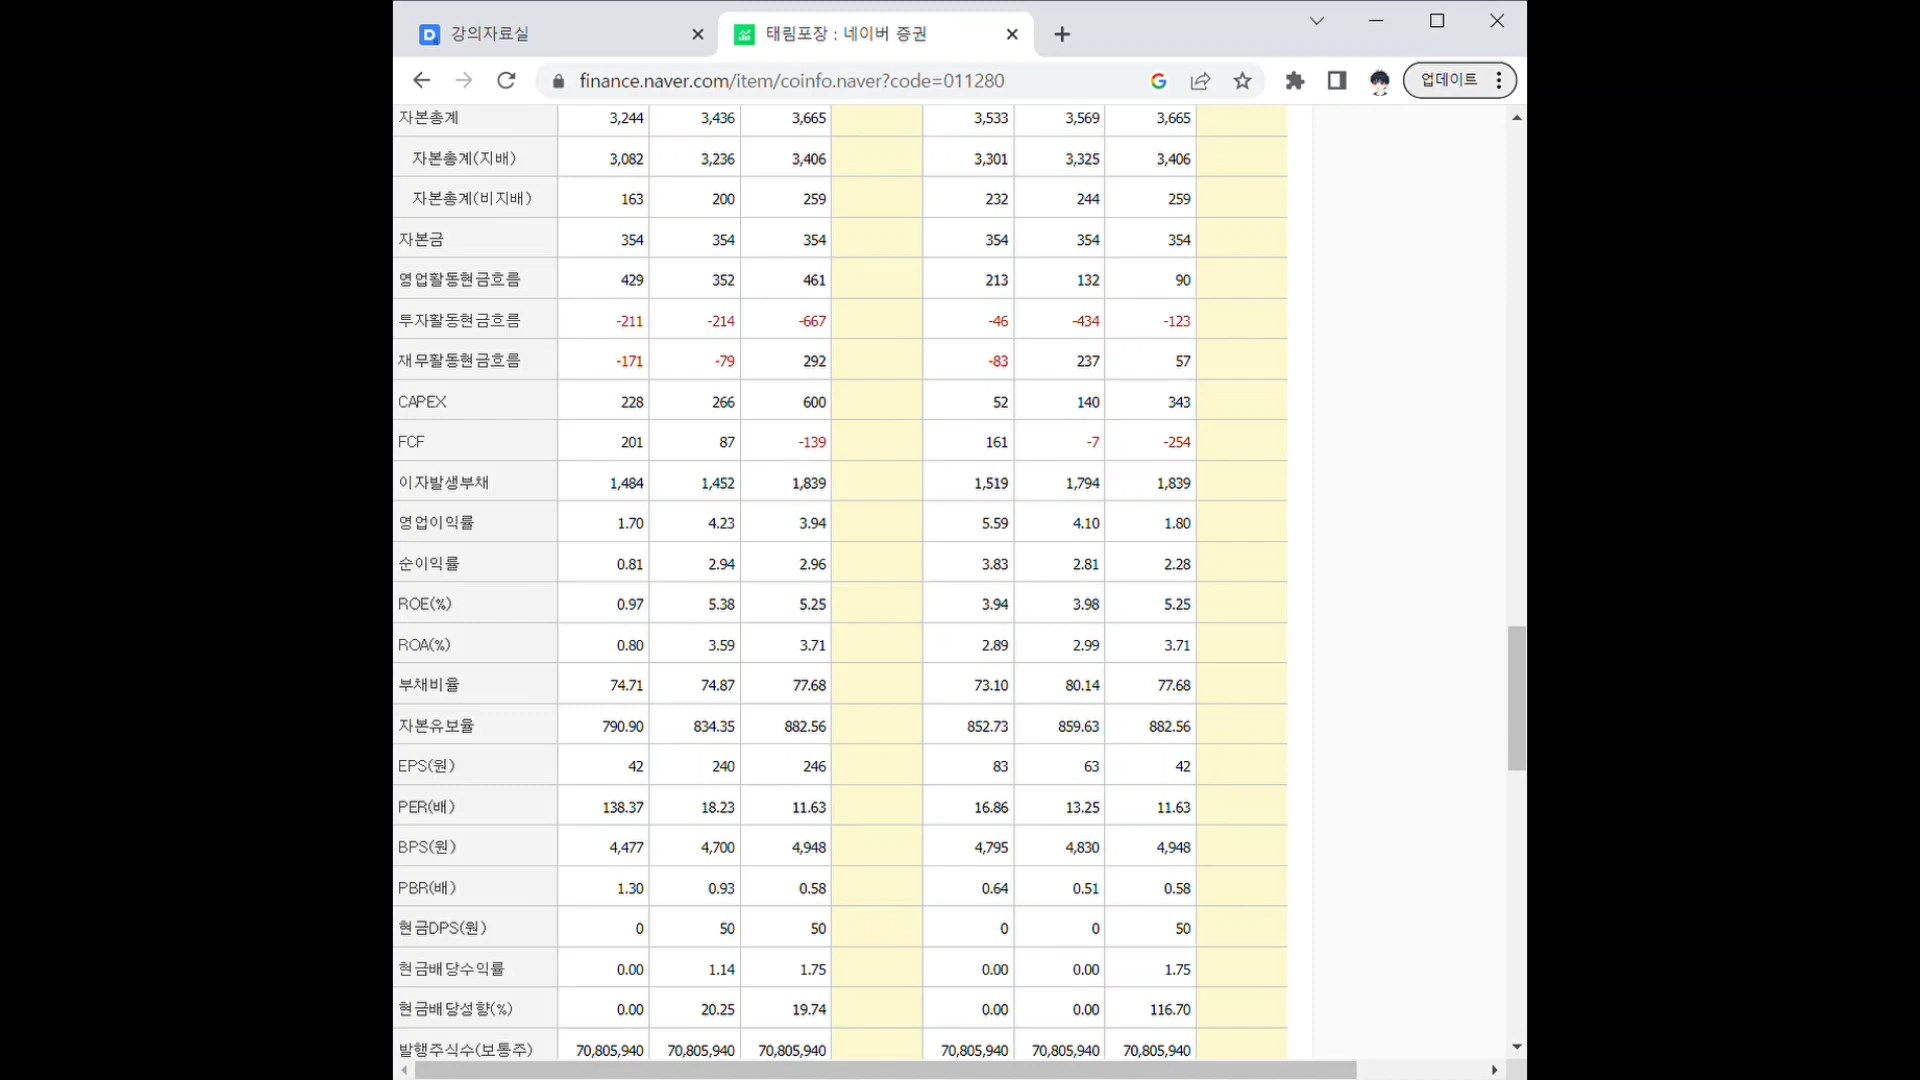 강의자료실
태림포장 : 네이버 증권
finance.naver.com/item/coinfo.naver?code=011280
업데이트
자본총계 3,244 3,436 3,665 3,533 3,569 3,665
자본총계(지배) 3,082 3,236 3,406 3,301 3,325 3,406
자본총계(비지배) 163 200 259 232 244 259
자본금 354 354 354 354 354 354
영업활동현금흐름 429 352 461 213 132 90
투자활동현금흐름 -211 -214 -667 -46 -434 -123
재무활동현금흐름 -171 -79 292 -83 237 57
CAPEX 228 266 600 52 140 343
FCF 201 87 -139 161 -7 -254
이자발생부채 1,484 1,452 1,839 1,519 1,794 1,839
영업이익률 1.70 4.23 3.94 5.59 4.10 1.80
순이익률 0.81 2.94 2.96 3.83 2.81 2.28
ROE(%) 0.97 5.38 5.25 3.94 3.98 5.25
ROA(%) 0.80 3.59 3.71 2.89 2.99 3.71
부채비율 74.71 74.87 77.68 73.10 80.14 77.68
자본유보율 790.90 834.35 882.56 852.73 859.63 882.56
EPS(원) 42 240 246 83 63 42
PER(배) 138.37 18.23 11.63 16.86 13.25 11.63
BPS(원) 4,477 4,700 4,948 4,795 4,830 4,948
PBR(배) 1.30 0.93 0.58 0.64 0.51 0.58
현금DPS(원) 0 50 50 0 0 50
현금배당수익률 0.00 1.14 1.75 0.00 0.00 1.75
현금배당성향(%) 0.00 20.25 19.74 0.00 0.00 116.70
발행주식수(보통주) 70,805,940 70,805,940 70,805,940 70,805,940 70,805,940 70,805,940